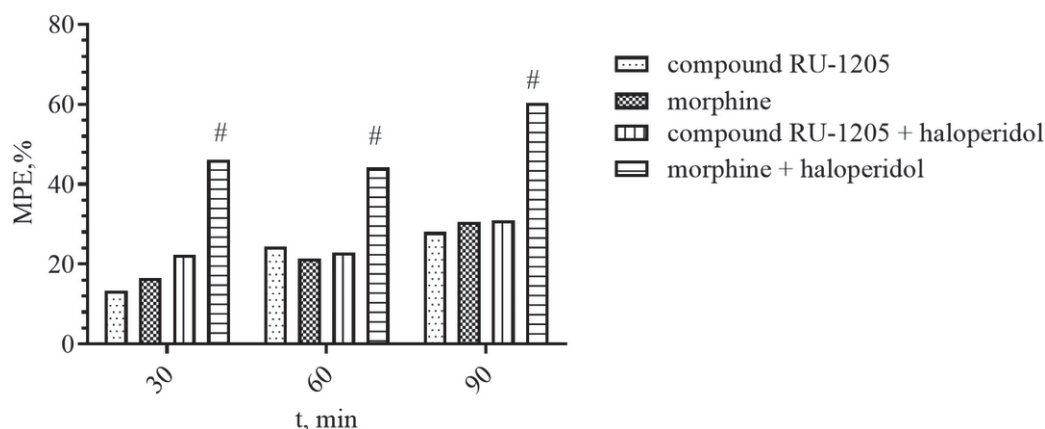 80
60
40
20
0
MPE,%
#
#
#
30
60
90
t, min
compound RU-1205
morphine
compound RU-1205 + haloperidol
morphine + haloperidol